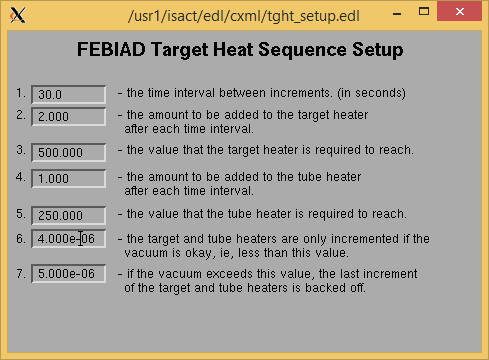 /usr1/isact/edl/cxml/tght_setup.edl
FEBIAD Target Heat Sequence Setup
1. 30.0 - the time interval between increments. (in seconds)
2. 2.000 - the amount to be added to the target heater
after each time interval.
3. 500.000 - the value that the target heater is required to reach.
4. 1.000 - the amount to be added to the tube heater
after each time interval.
5. 250.000 - the value that the tube heater is required to reach.
6. 4.000e-06 - the target and tube heaters are only incremented if the
vacuum is okay, ie, less than this value.
7. 5.000e-06 - if the vacuum exceeds this value, the last increment
of the target and tube heaters is backed off.